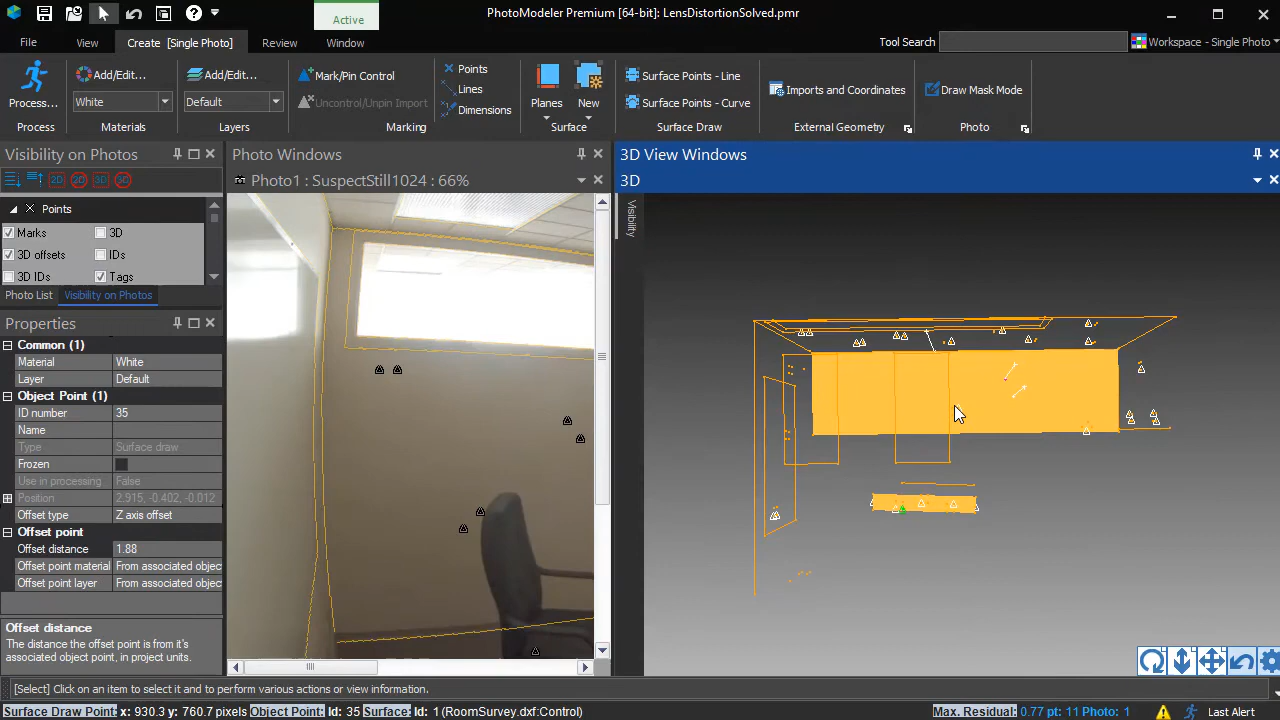 PhotoModeler Premium [64-bit]: LensDistortionSolved.pmr
Active
File
View
Create [Single Photo]
Review
Window
Tool Search
Workspace - Single Photo
Process...
Process
Add/Edit...
White
Materials
Add/Edit...
Default
Layers
Mark/Pin Control
Uncontrol/Unpin Import
Points
Lines
Dimensions
Marking
Planes
New
Surface
Surface Points - Line
Surface Points - Curve
Surface Draw
Imports and Coordinates
External Geometry
Draw Mask Mode
Photo
Visibility on Photos
2D 2D 3D 3D
Points
Marks
3D
3D offsets
IDs
3D IDs
Tags
Photo List
Visibility on Photos
Properties
Common (1)
Material White
Layer Default
Object Point (1)
ID number 35
Name
Type Surface draw
Frozen
Use in processing False
Position 2.915, -0.402, -0.012
Offset type Z axis offset
Offset point
Offset distance 1.88
Offset point material From associated objec
Offset point layer From associated objec
Offset distance
The distance the offset point is from it's
associated object point, in project units.
Photo Windows
Photo1 : SuspectStill1024 : 66%
3D View Windows
3D
Visibility
[Select] Click on an item to select it and to perform various actions or view information.
Surface Draw Point: x: 930.3 y: 760.7 pixels Object Point: Id: 35 Surface: Id: 1 (RoomSurvey.dxf:Control)
Max. Residual: 0.77 pt: 11 Photo: 1
Last Alert